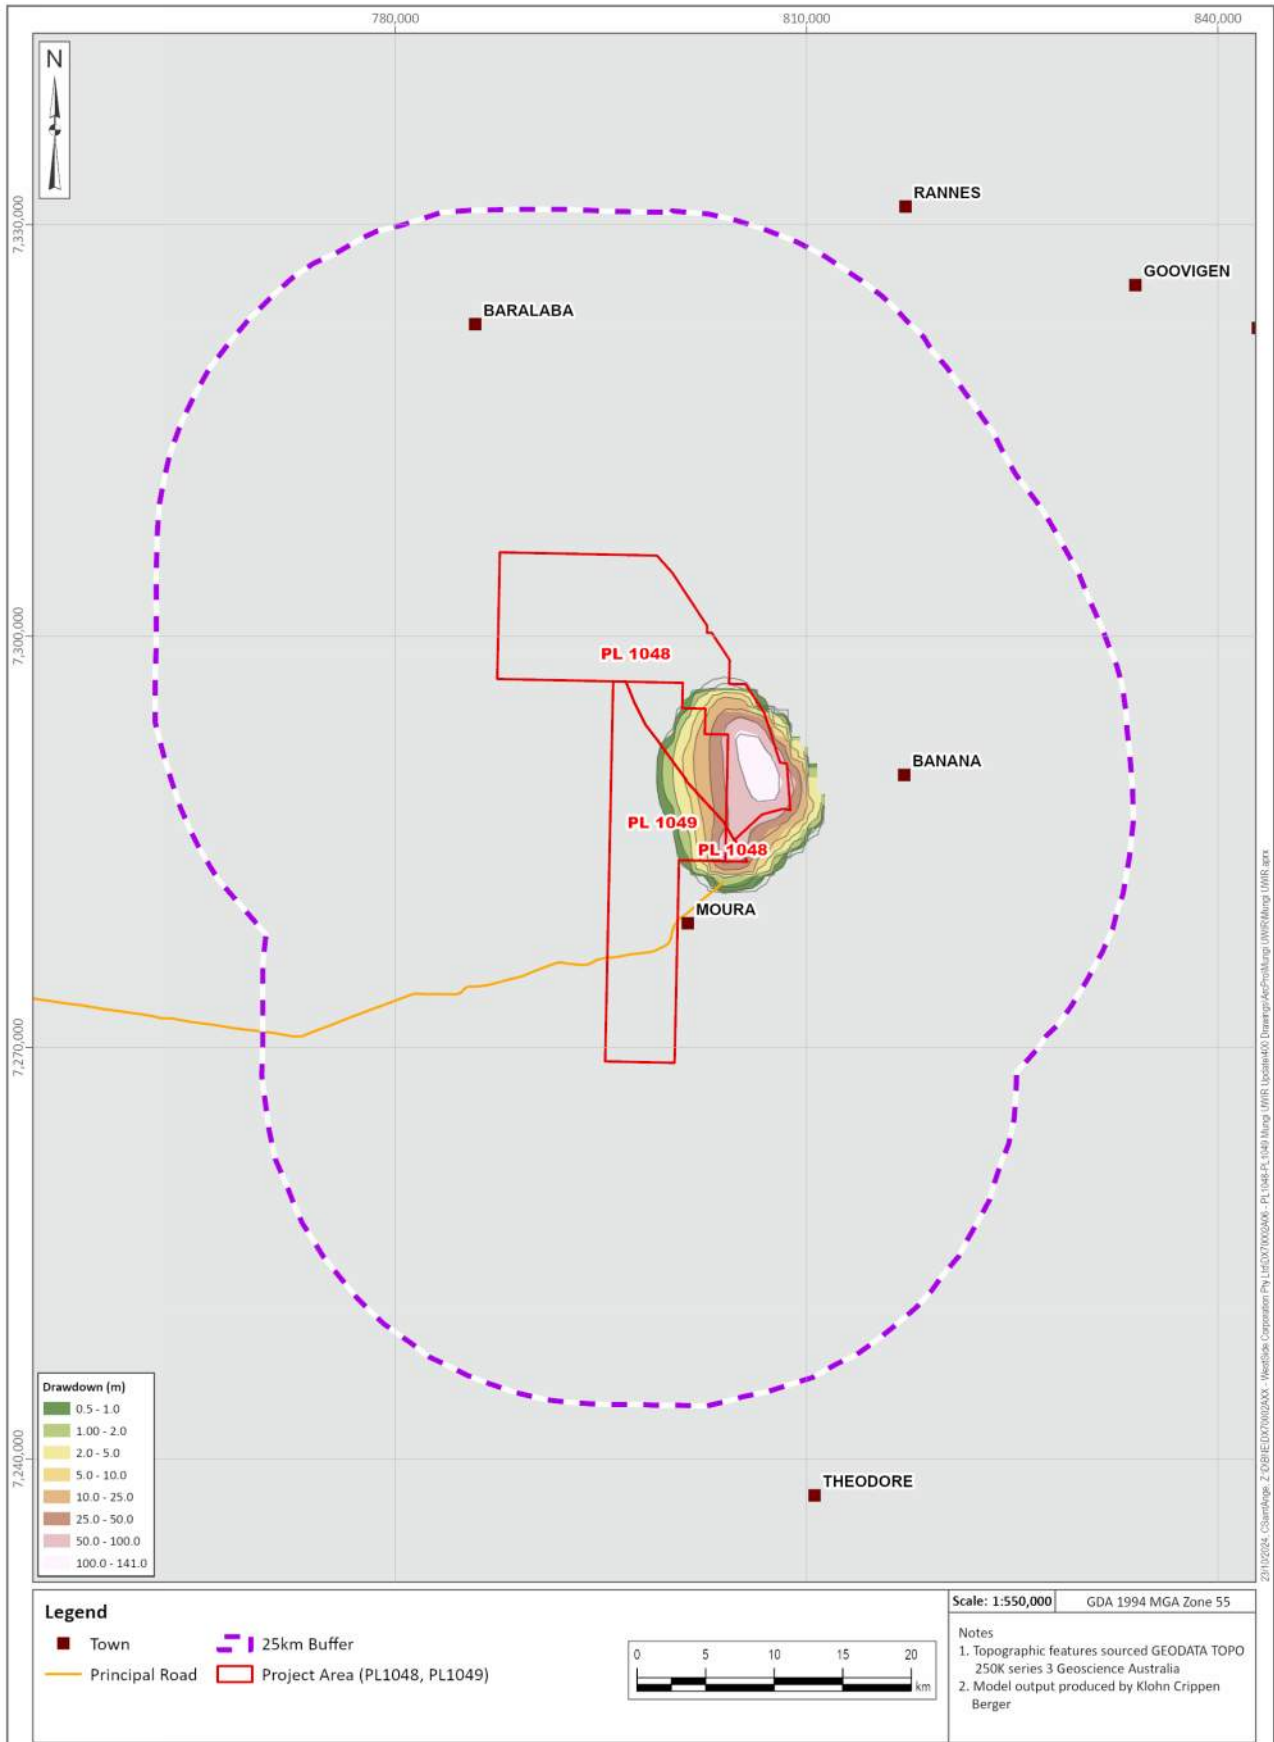 780,000
810,000
840,000
N
RANNES
7,330,000
GOOVIGEN
BARALABA
7,300,000
PL 1048
BANANA
PL 1049
PL 1048
MOURA
7,270,000
7,240,000
THEODORE
Drawdown (m)
0.5 - 1.0
1.00 - 2.0
2.0 - 5.0
5.0 - 10.0
10.0 - 25.0
25.0 - 50.0
50.0 - 100.0
100.0 - 141.0
Legend
Town
25km Buffer
Principal Road
Project Area (PL1048, PL1049)
0 5 10 15 20
km
Scale: 1:550,000
GDA 1994 MGA Zone 55
Notes
1. Topographic features sourced GEODATA TOPO
250K series 3 Geoscience Australia
2. Model output produced by Klohn Crippen
Berger